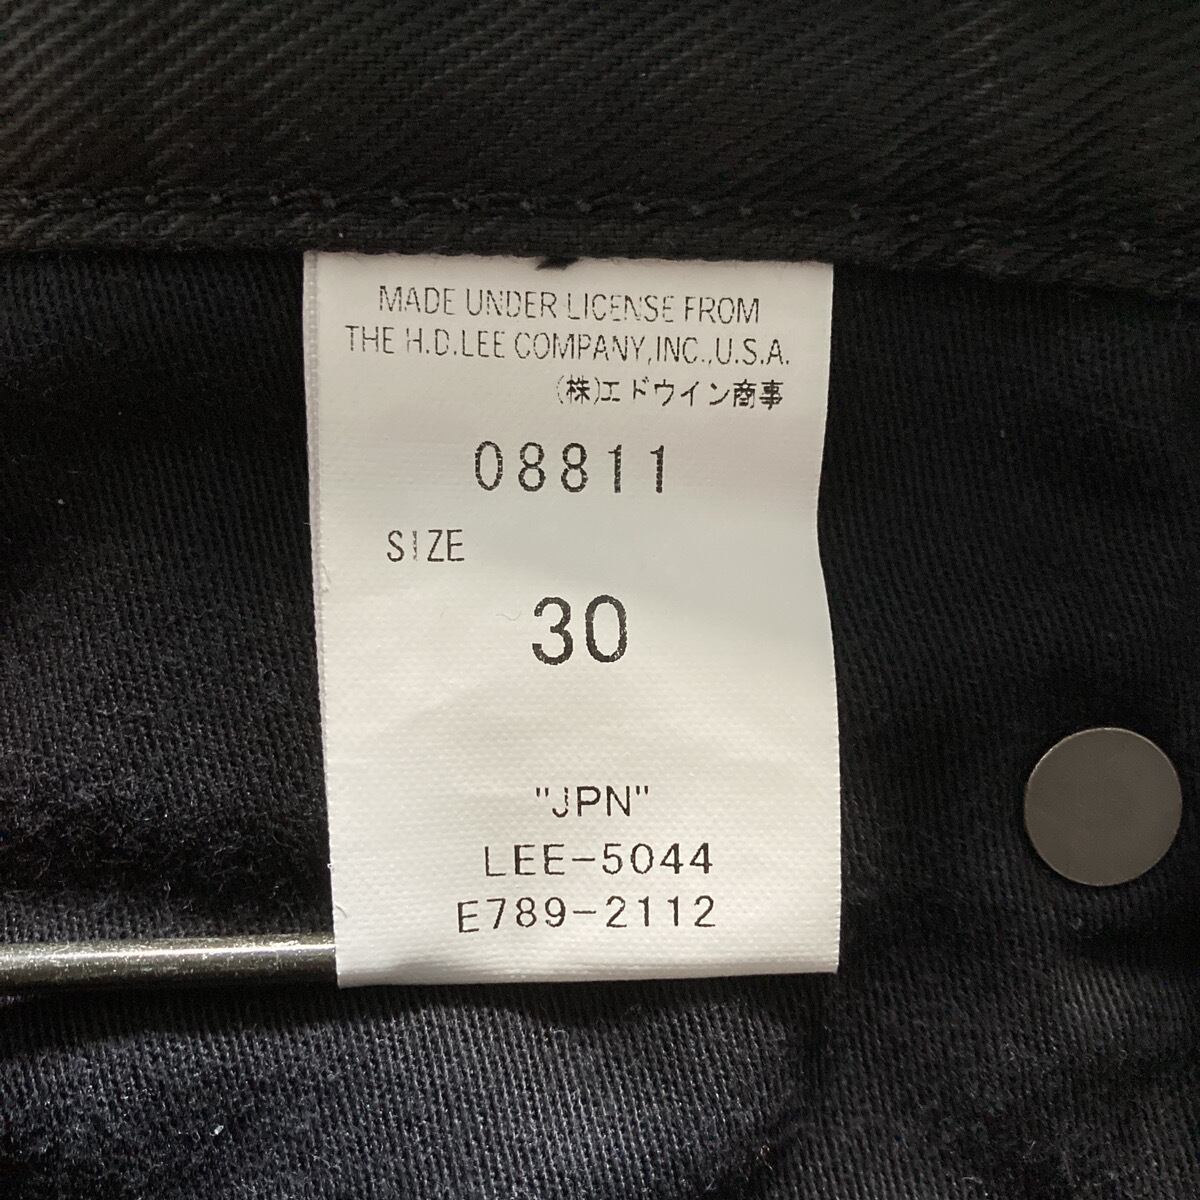 MADE UNDER LICENSE FROM
THE H.D.LEE COMPANY,INC.,U.S.A.
(株)エドウイン商事
08811
SIZE
30
"JPN"
LEE-5044
E789-2112